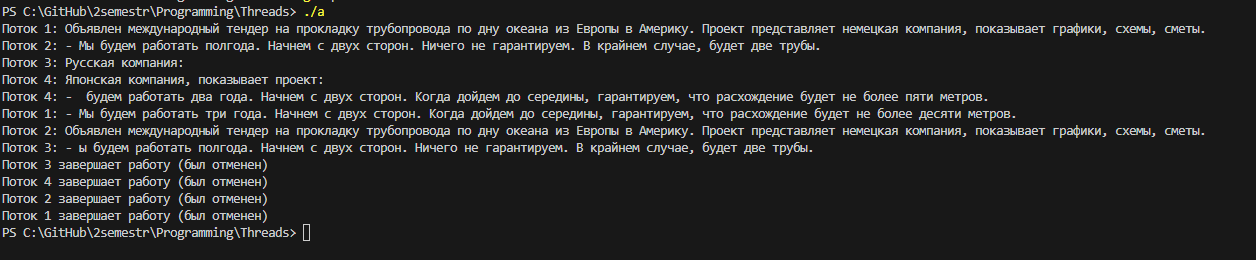 PS C:\GitHub\2semestr\Programming\Threads> ./a
Поток 1: Объявлен международный тендер на прокладку трубопровода по дну океана из Европы в Америку. Проект представляет немецкая компания, показывает графики, схемы, сметы.
Поток 2: - Мы будем работать полгода. Начнем с двух сторон. Ничего не гарантируем. В крайнем случае, будет две трубы.
Поток 3: Русская компания:
Поток 4: Японская компания, показывает проект:
Поток 4: -  будем работать два года. Начнем с двух сторон. Когда дойдем до середины, гарантируем, что расхождение будет не более пяти метров.
Поток 1: - Мы будем работать три года. Начнем с двух сторон. Когда дойдем до середины, гарантируем, что расхождение будет не более десяти метров.
Поток 2: Объявлен международный тендер на прокладку трубопровода по дну океана из Европы в Америку. Проект представляет немецкая компания, показывает графики, схемы, сметы.
Поток 3: - ы будем работать полгода. Начнем с двух сторон. Ничего не гарантируем. В крайнем случае, будет две трубы.
Поток 3 завершает работу (был отменен)
Поток 4 завершает работу (был отменен)
Поток 2 завершает работу (был отменен)
Поток 1 завершает работу (был отменен)
PS C:\GitHub\2semestr\Programming\Threads>